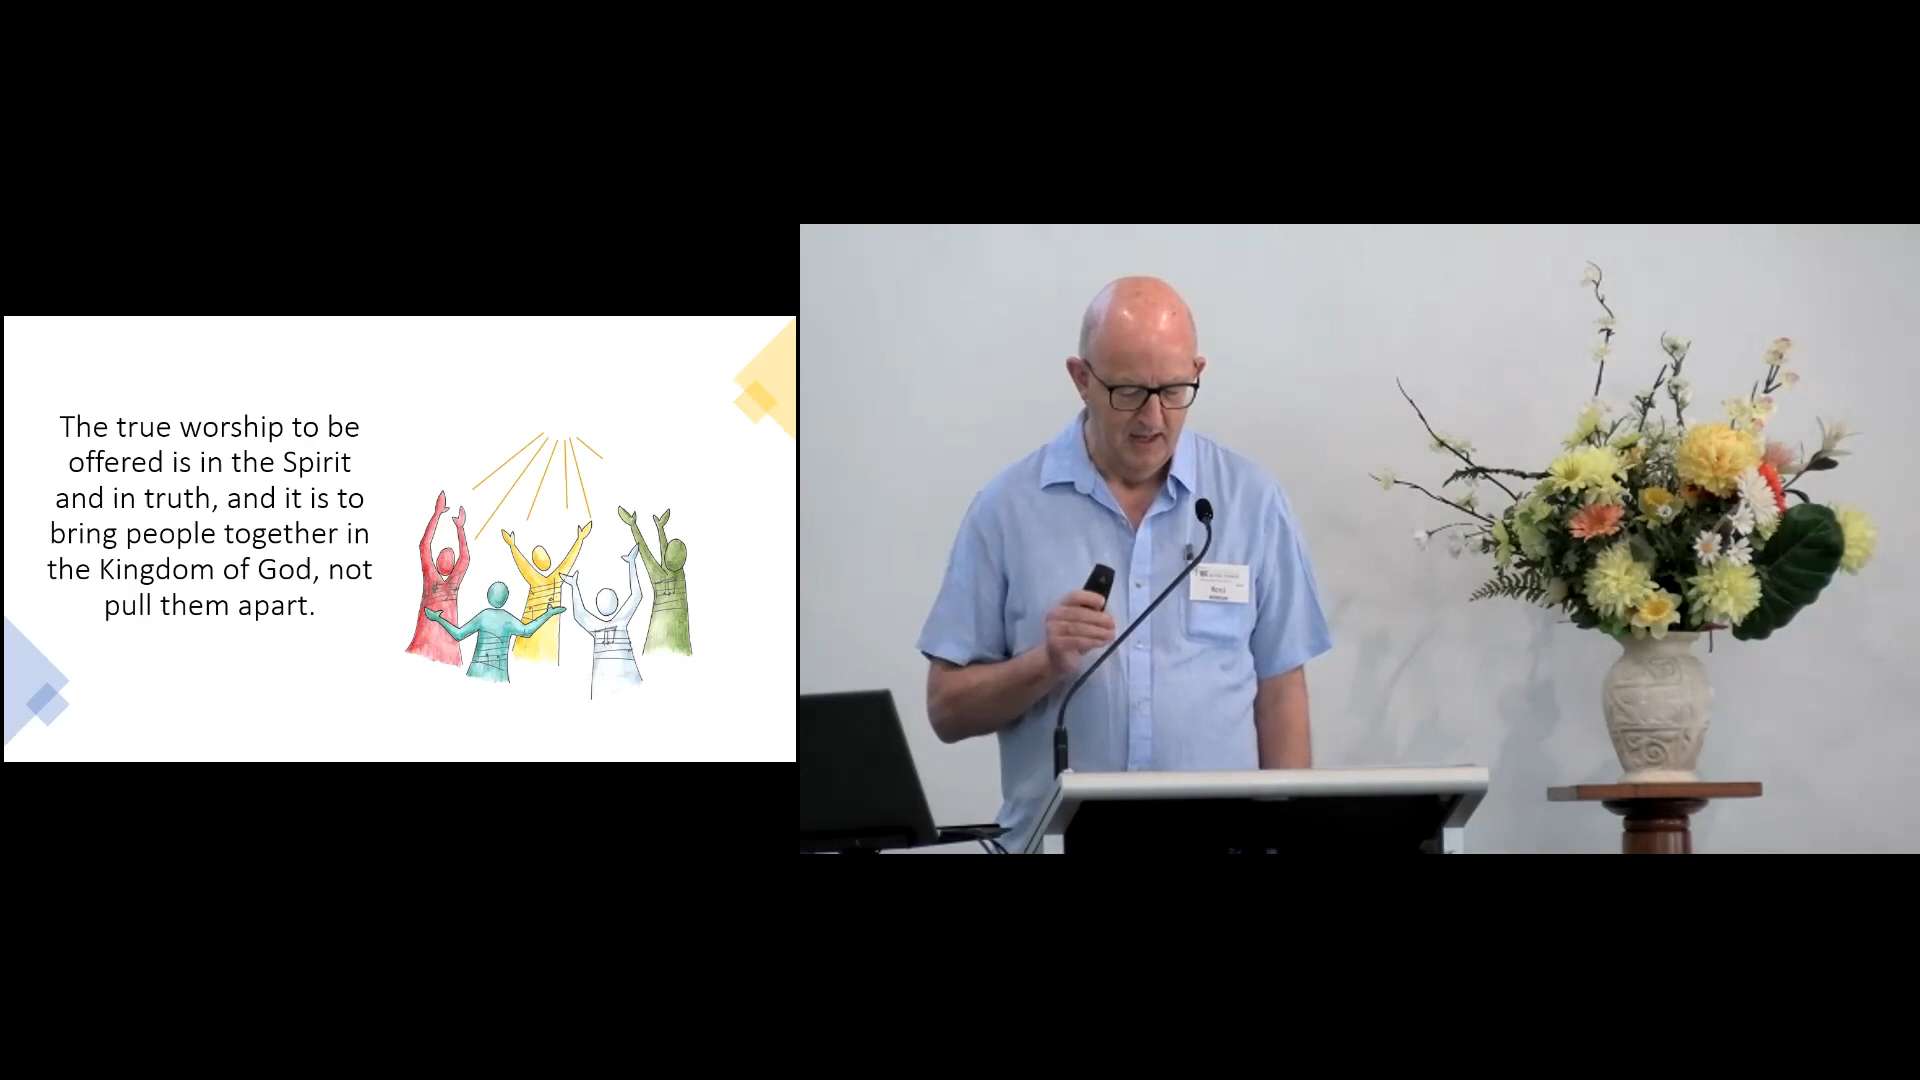 The true worship to be
offered is in the Spirit
and in truth, and it is to
bring people together in
the Kingdom of God, not
pull them apart.
Ross